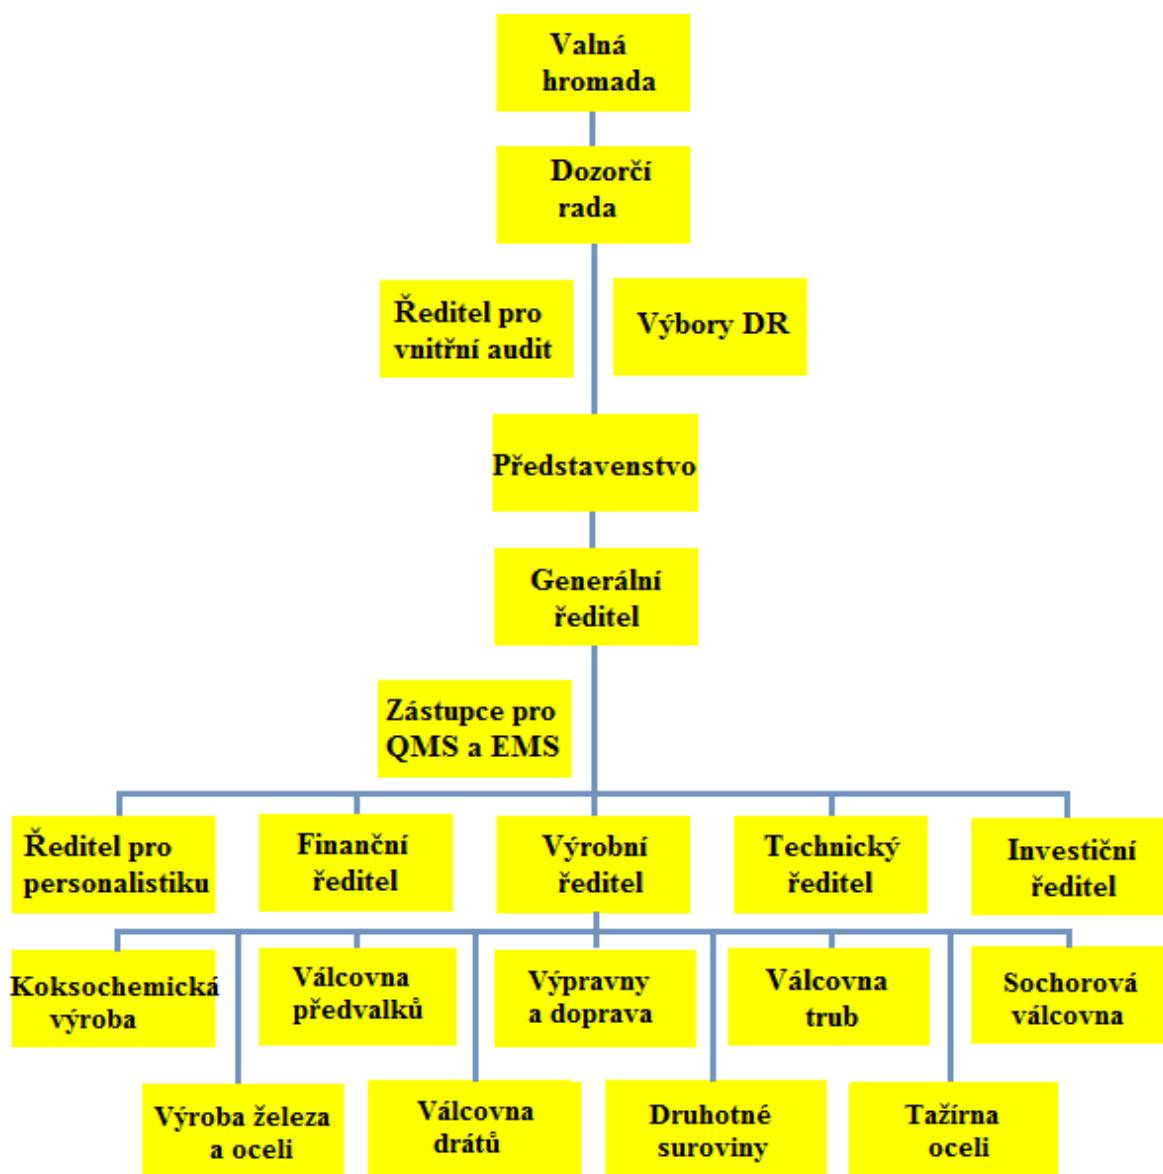 Valná
hromada
Dozorčí
rada
Ředitel pro
vnitřní audit
Výbory DR
Představenstvo
Generální
ředitel
Zástupce pro
QMS a EMS
Ředitel pro
personalistiku
Finanční
ředitel
Výrobní
ředitel
Technický
ředitel
Investiční
ředitel
Koksochemická
výroba
Válcovna
předvalků
Výpravny
a doprava
Válcovna
trub
Sochorová
válcovna
Výroba železa
a oceli
Válcovna
drátů
Druhotné
suroviny
Tažírna
oceli